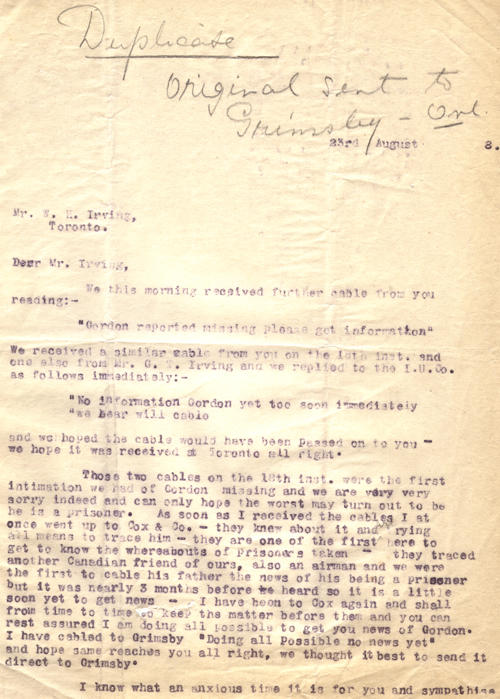 Duplicate
Original sent to
Grimsby - Ont.
23rd August 8.
Mr. W. H. Irving,
Toronto.
Dear Mr. Irving,
We this morning received further cable from you
reading:-
"Gordon reported missing please get information"
We received a similar cable from you on the 18th inst. and
one also from Mr. G. T. Irving and we replied to the I.U.Co.
as follows immediately:-
"No information Gordon yet too soon immediately
"we hear will cable
and we hoped the cable would have been passed on to you -
we hope it was received at Toronto all right.
Those two cables on the 18th inst. were the first
intimation we had of Gordon missing and we are very very
sorry indeed and can only hope the worst may turn out to be
he is a prisoner. As soon as I received the cables I at
once went up to Cox & Co. - they knew about it and rying
all means to trace him - they are one of the first here to
get to know the whereabouts of Prisoners taken - they traced
another Canadian friend of ours, also an airman and we were
the first to cable his father the news of his being a prisoner
but it was nearly 3 months before we heard so it is a little
soon yet to get news - I have been to Cox again and shall
from time to time keep the matter before them and you can
rest assured I am doing all possible to get you news of Gordon.
I have cabled to Grimsby "Doing all Possible no news yet"
and hope same reaches you all right, we thought it best to send it
direct to Grimsby.
I know what an anxious time it is for you and sympathise